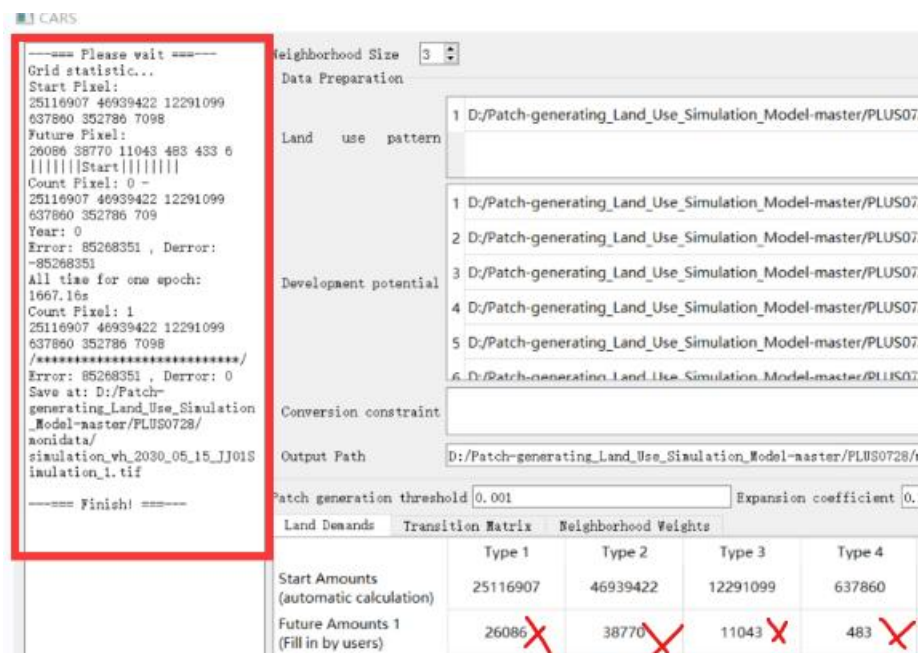 CARS
---=== Please wait ===---
Grid statistic...
Start Pixel:
25116907 46939422 12291099
637860 352786 7098
Future Pixel:
26086 38770 11043 483 433 6
|||||||Start||||||||
Count Pixel: 0 -
25116907 46939422 12291099
637860 352786 709
Year: 0
Error: 85268351 , Derror:
-85268351
All time for one epoch:
1667.16s
Count Pixel: 1
25116907 46939422 12291099
637860 352786 7098
/***************************/
Error: 85268351 , Derror: 0
Save at: D:/Patch-
generating_Land_Use_Simulation
_Model-master/PLUS0728/
monidata/
simulation_wh_2030_05_15_JJ01S
imulation_1.tif
---=== Finish! ===---
Neighborhood Size 3
Data Preparation
Land use pattern
1 D:/Patch-generating_Land_Use_Simulation_Model-master/PLUS07
Development potential
1 D:/Patch-generating_Land_Use_Simulation_Model-master/PLUS07
2 D:/Patch-generating_Land_Use_Simulation_Model-master/PLUS07
3 D:/Patch-generating_Land_Use_Simulation_Model-master/PLUS07
4 D:/Patch-generating_Land_Use_Simulation_Model-master/PLUS07
5 D:/Patch-generating_Land_Use_Simulation_Model-master/PLUS07
6 D:/Patch-generating_Land_Use_Simulation_Model-master/PLUS07
Conversion constraint
Output Path D:/Patch-generating_Land_Use_Simulation_Model-master/PLUS0728/
Patch generation threshold 0.001 Expansion coefficient 0.
Land Demands Transition Matrix Neighborhood Weights
Type 1 Type 2 Type 3 Type 4
Start Amounts
(automatic calculation) 25116907 46939422 12291099 637860
Future Amounts 1
(Fill in by users) 26086 38770 11043 483